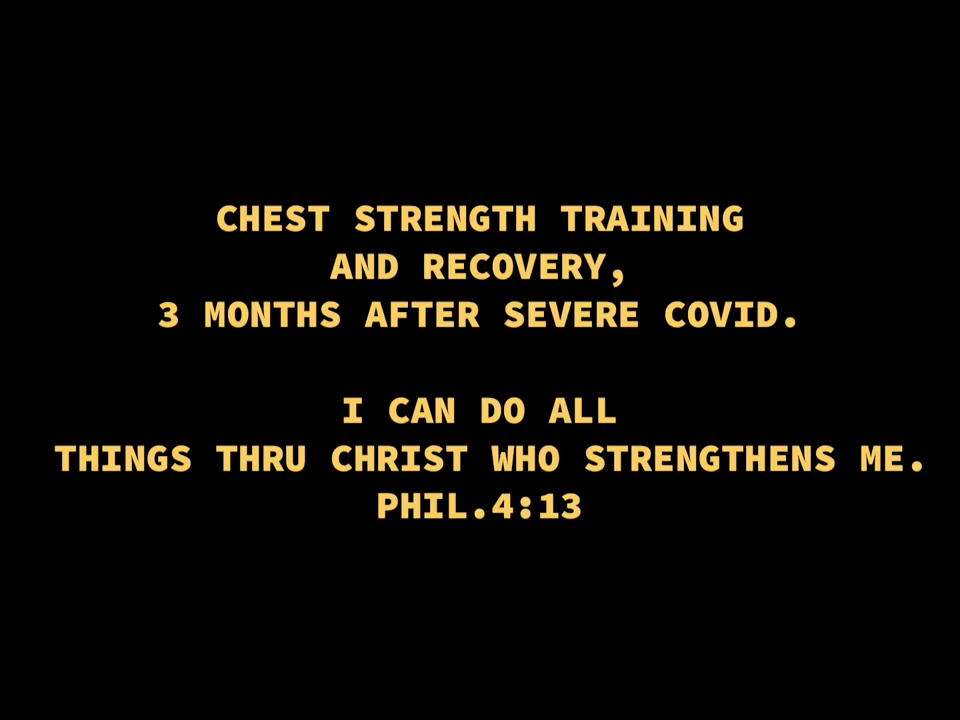 CHEST STRENGTH TRAINING
AND RECOVERY,
3 MONTHS AFTER SEVERE COVID.
I CAN DO ALL
THINGS THRU CHRIST WHO STRENGTHENS ME.
PHIL.4:13